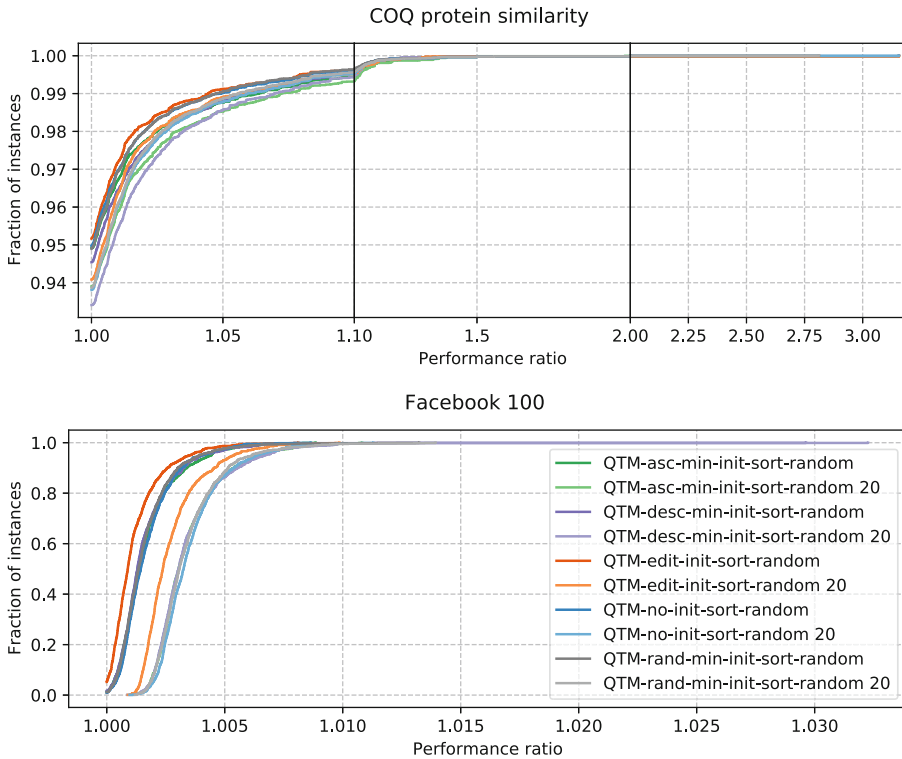 COQ protein similarity
1.00
0.99
0.98
0.97
0.96
0.95
0.94
Fraction of instances
1.00 1.05 1.10 1.5 2.00 2.25 2.50 2.75 3.00
Performance ratio
Facebook 100
1.0
0.8
0.6
0.4
0.2
0.0
Fraction of instances
QTM-asc-min-init-sort-random
QTM-asc-min-init-sort-random 20
QTM-desc-min-init-sort-random
QTM-desc-min-init-sort-random 20
QTM-edit-init-sort-random
QTM-edit-init-sort-random 20
QTM-no-init-sort-random
QTM-no-init-sort-random 20
QTM-rand-min-init-sort-random
QTM-rand-min-init-sort-random 20
1.000 1.005 1.010 1.015 1.020 1.025 1.030
Performance ratio